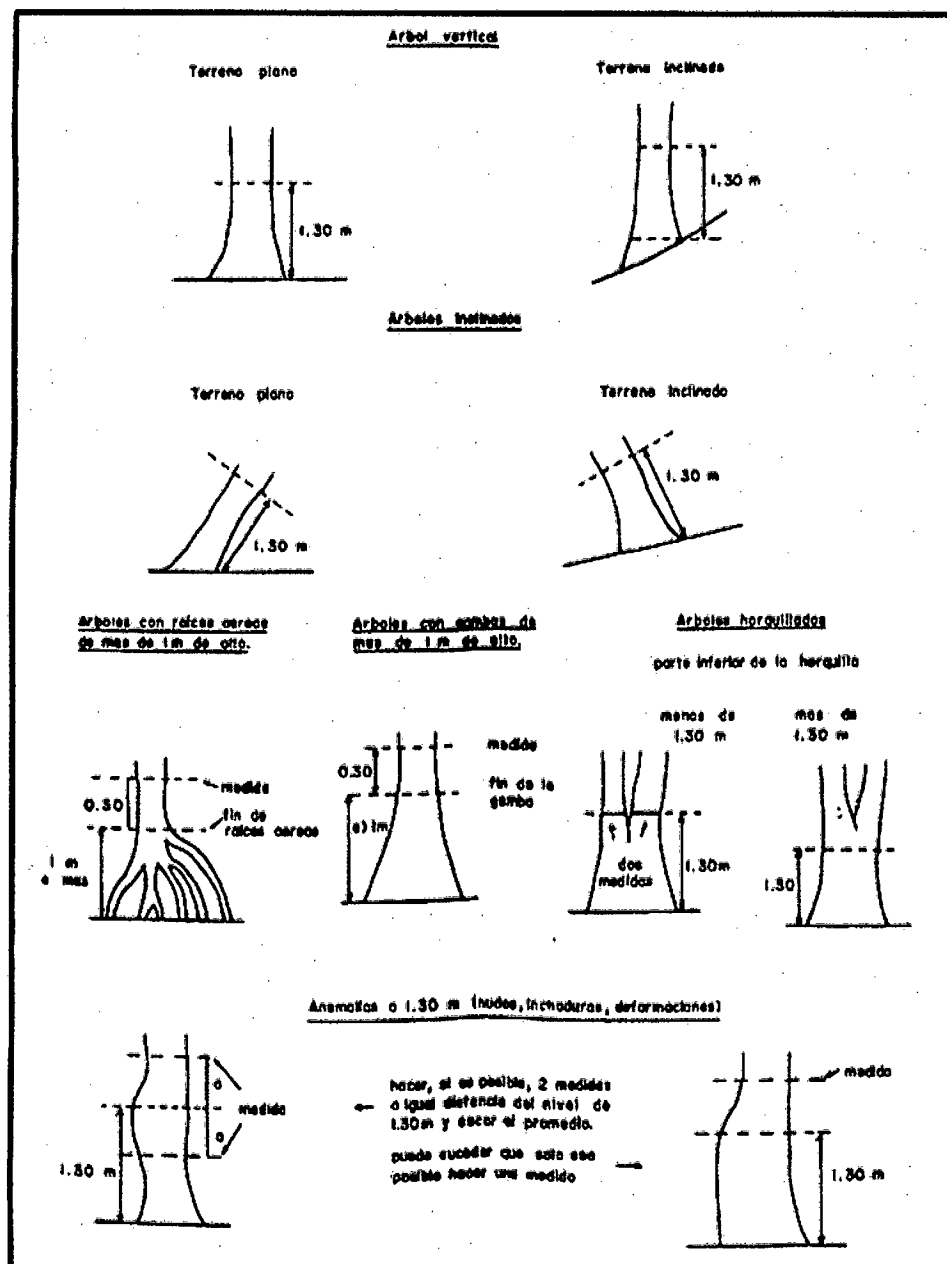 Arbol vertical
Terreno plano
Terreno inclinado
1.30 m
1.30 m
Arboles inclinados
Terreno plano
Terreno inclinado
1.30 m
1.30 m
Arboles con raíces aereas
de mas de 1 m de alto.
Arboles con gambas de
mas de 1 m de alto.
Arboles horquillados
parte inferior de la horquilla
menos de
1.30 m
mas de
1.30 m
0.30
medida
fin de
raíces aereas
1 m
o mas
0.30
medida
fin de la
gamba
1m
dos
medidas
1.30m
1.30
Anomalías a 1.30 m (nudos, hinchaduras, deformaciones)
a
medida
a
1.30 m
hacer, si es posible, 2 medidas
a igual distancia del nivel de
1.30m y sacar el promedio.
puede suceder que solo sea
posible hacer una medida
medida
1.30 m